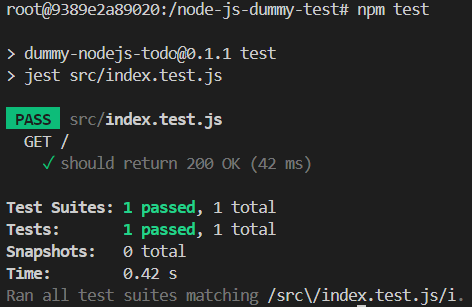 root@9389e2a89020:/node-js-dummy-test# npm test
> dummy-nodejs-todo@0.1.1 test
> jest src/index.test.js
PASS src/index.test.js
GET /
✓ should return 200 OK (42 ms)
Test Suites: 1 passed, 1 total
Tests: 1 passed, 1 total
Snapshots: 0 total
Time: 0.42 s
Ran all test suites matching /src\/index.test.js/i.